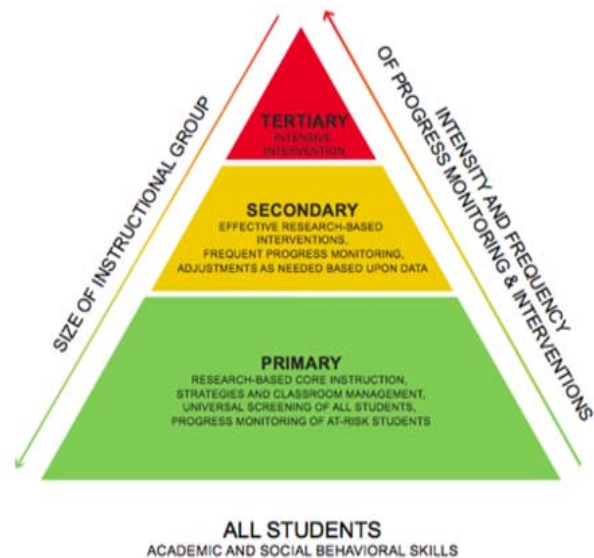 TERTIARY
INTENSIVE
INTERVENTION
SIZE OF INSTRUCTIONAL GROUP
INTENSITY AND FREQUENCY
OF PROGRESS MONITORING & INTERVENTIONS
SECONDARY
EFFECTIVE RESEARCH-BASED
INTERVENTIONS,
FREQUENT PROGRESS MONITORING,
ADJUSTMENTS AS NEEDED BASED UPON DATA
PRIMARY
RESEARCH-BASED CORE INSTRUCTION,
STRATEGIES AND CLASSROOM MANAGEMENT,
UNIVERSAL SCREENING OF ALL STUDENTS,
PROGRESS MONITORING OF AT-RISK STUDENTS
ALL STUDENTS
ACADEMIC AND SOCIAL BEHAVIORAL SKILLS